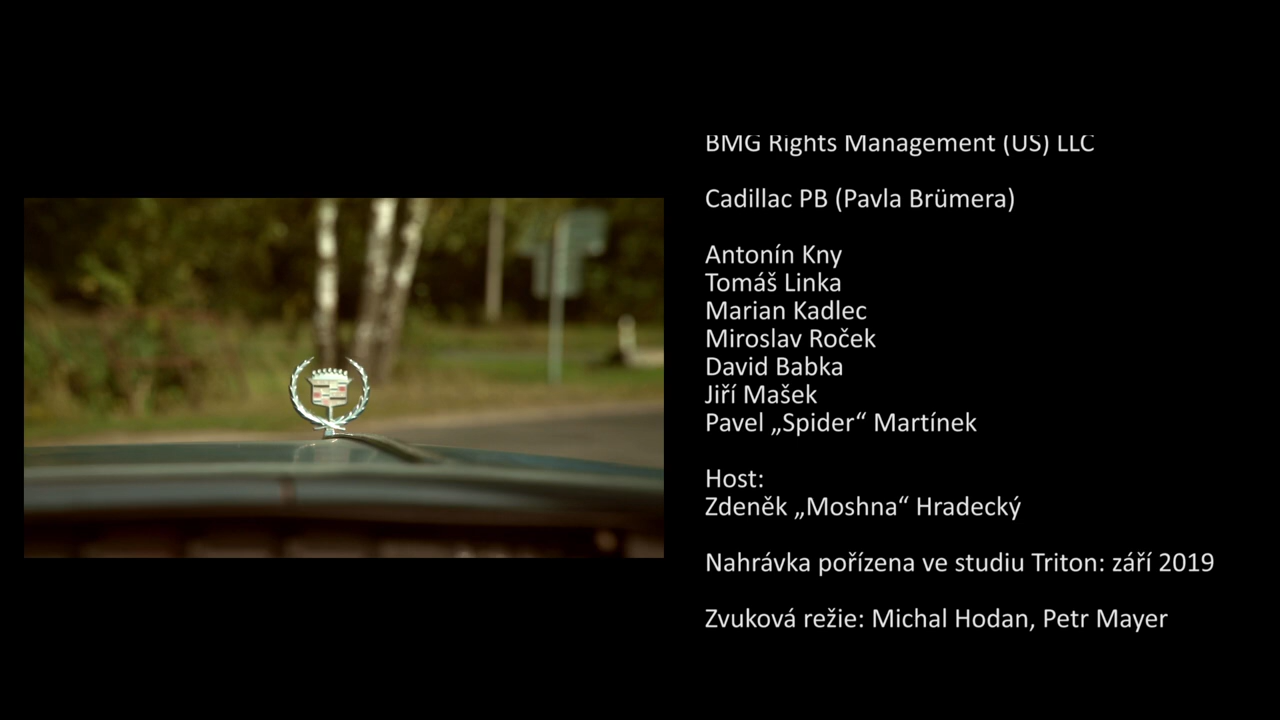 BMG Rights Management (US) LLC
Cadillac PB (Pavla Brümera)
Antonín Kny
Tomáš Linka
Marian Kadlec
Miroslav Roček
David Babka
Jiří Mašek
Pavel „Spider“ Martínek
Host:
Zdeněk „Moshna“ Hradecký
Nahrávka pořízena ve studiu Triton: září 2019
Zvuková režie: Michal Hodan, Petr Mayer